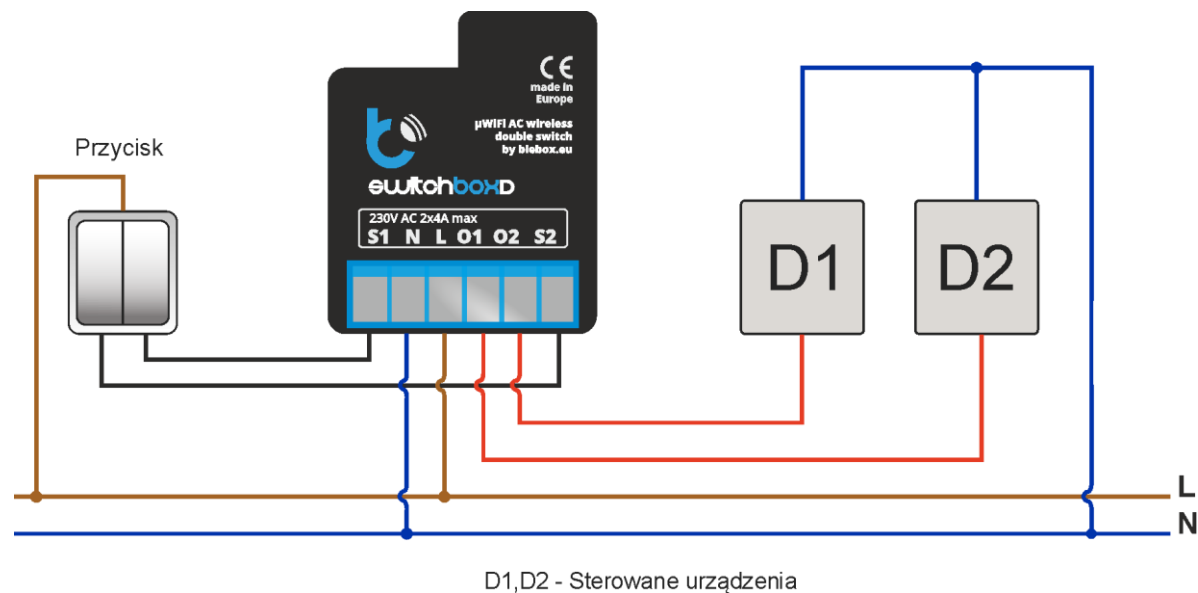 Przycisk
CE
made in
Europe
µWiFi AC wireless
double switch
by blebox.eu
switchboxD
230V AC 2x4A max
S1 N L O1 O2 S2
D1
D2
L
N
D1,D2 - Sterowane urządzenia